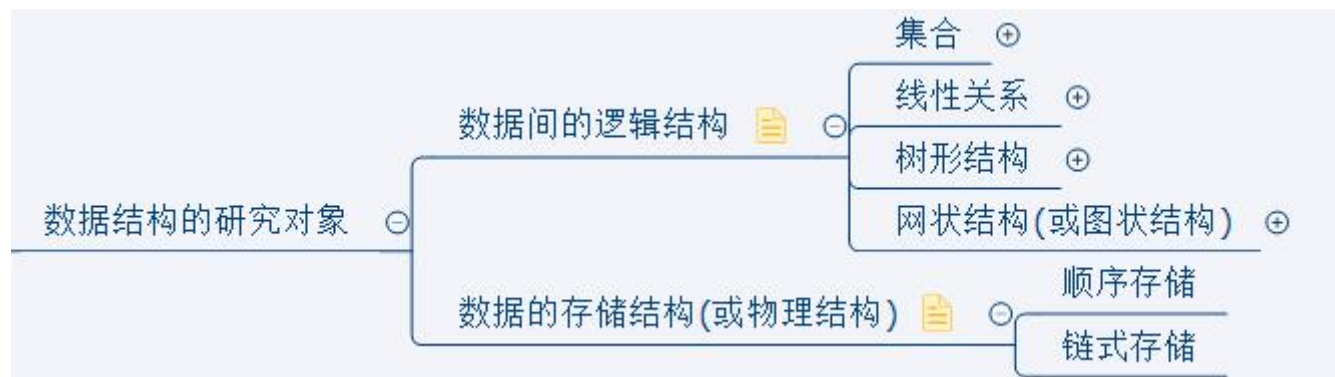 数据结构的研究对象
数据间的逻辑结构
集合
线性关系
树形结构
网状结构(或图状结构)
数据的存储结构(或物理结构)
顺序存储
链式存储